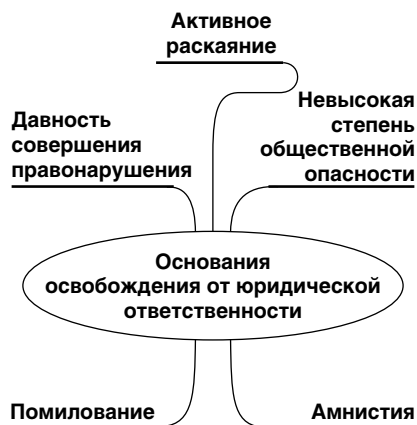 Активное
раскаяние
Давность
совершения
правонарушения
Невысокая
степень
общественной
опасности
Основания
освобождения от юридической
ответственности
Помилование
Амнистия